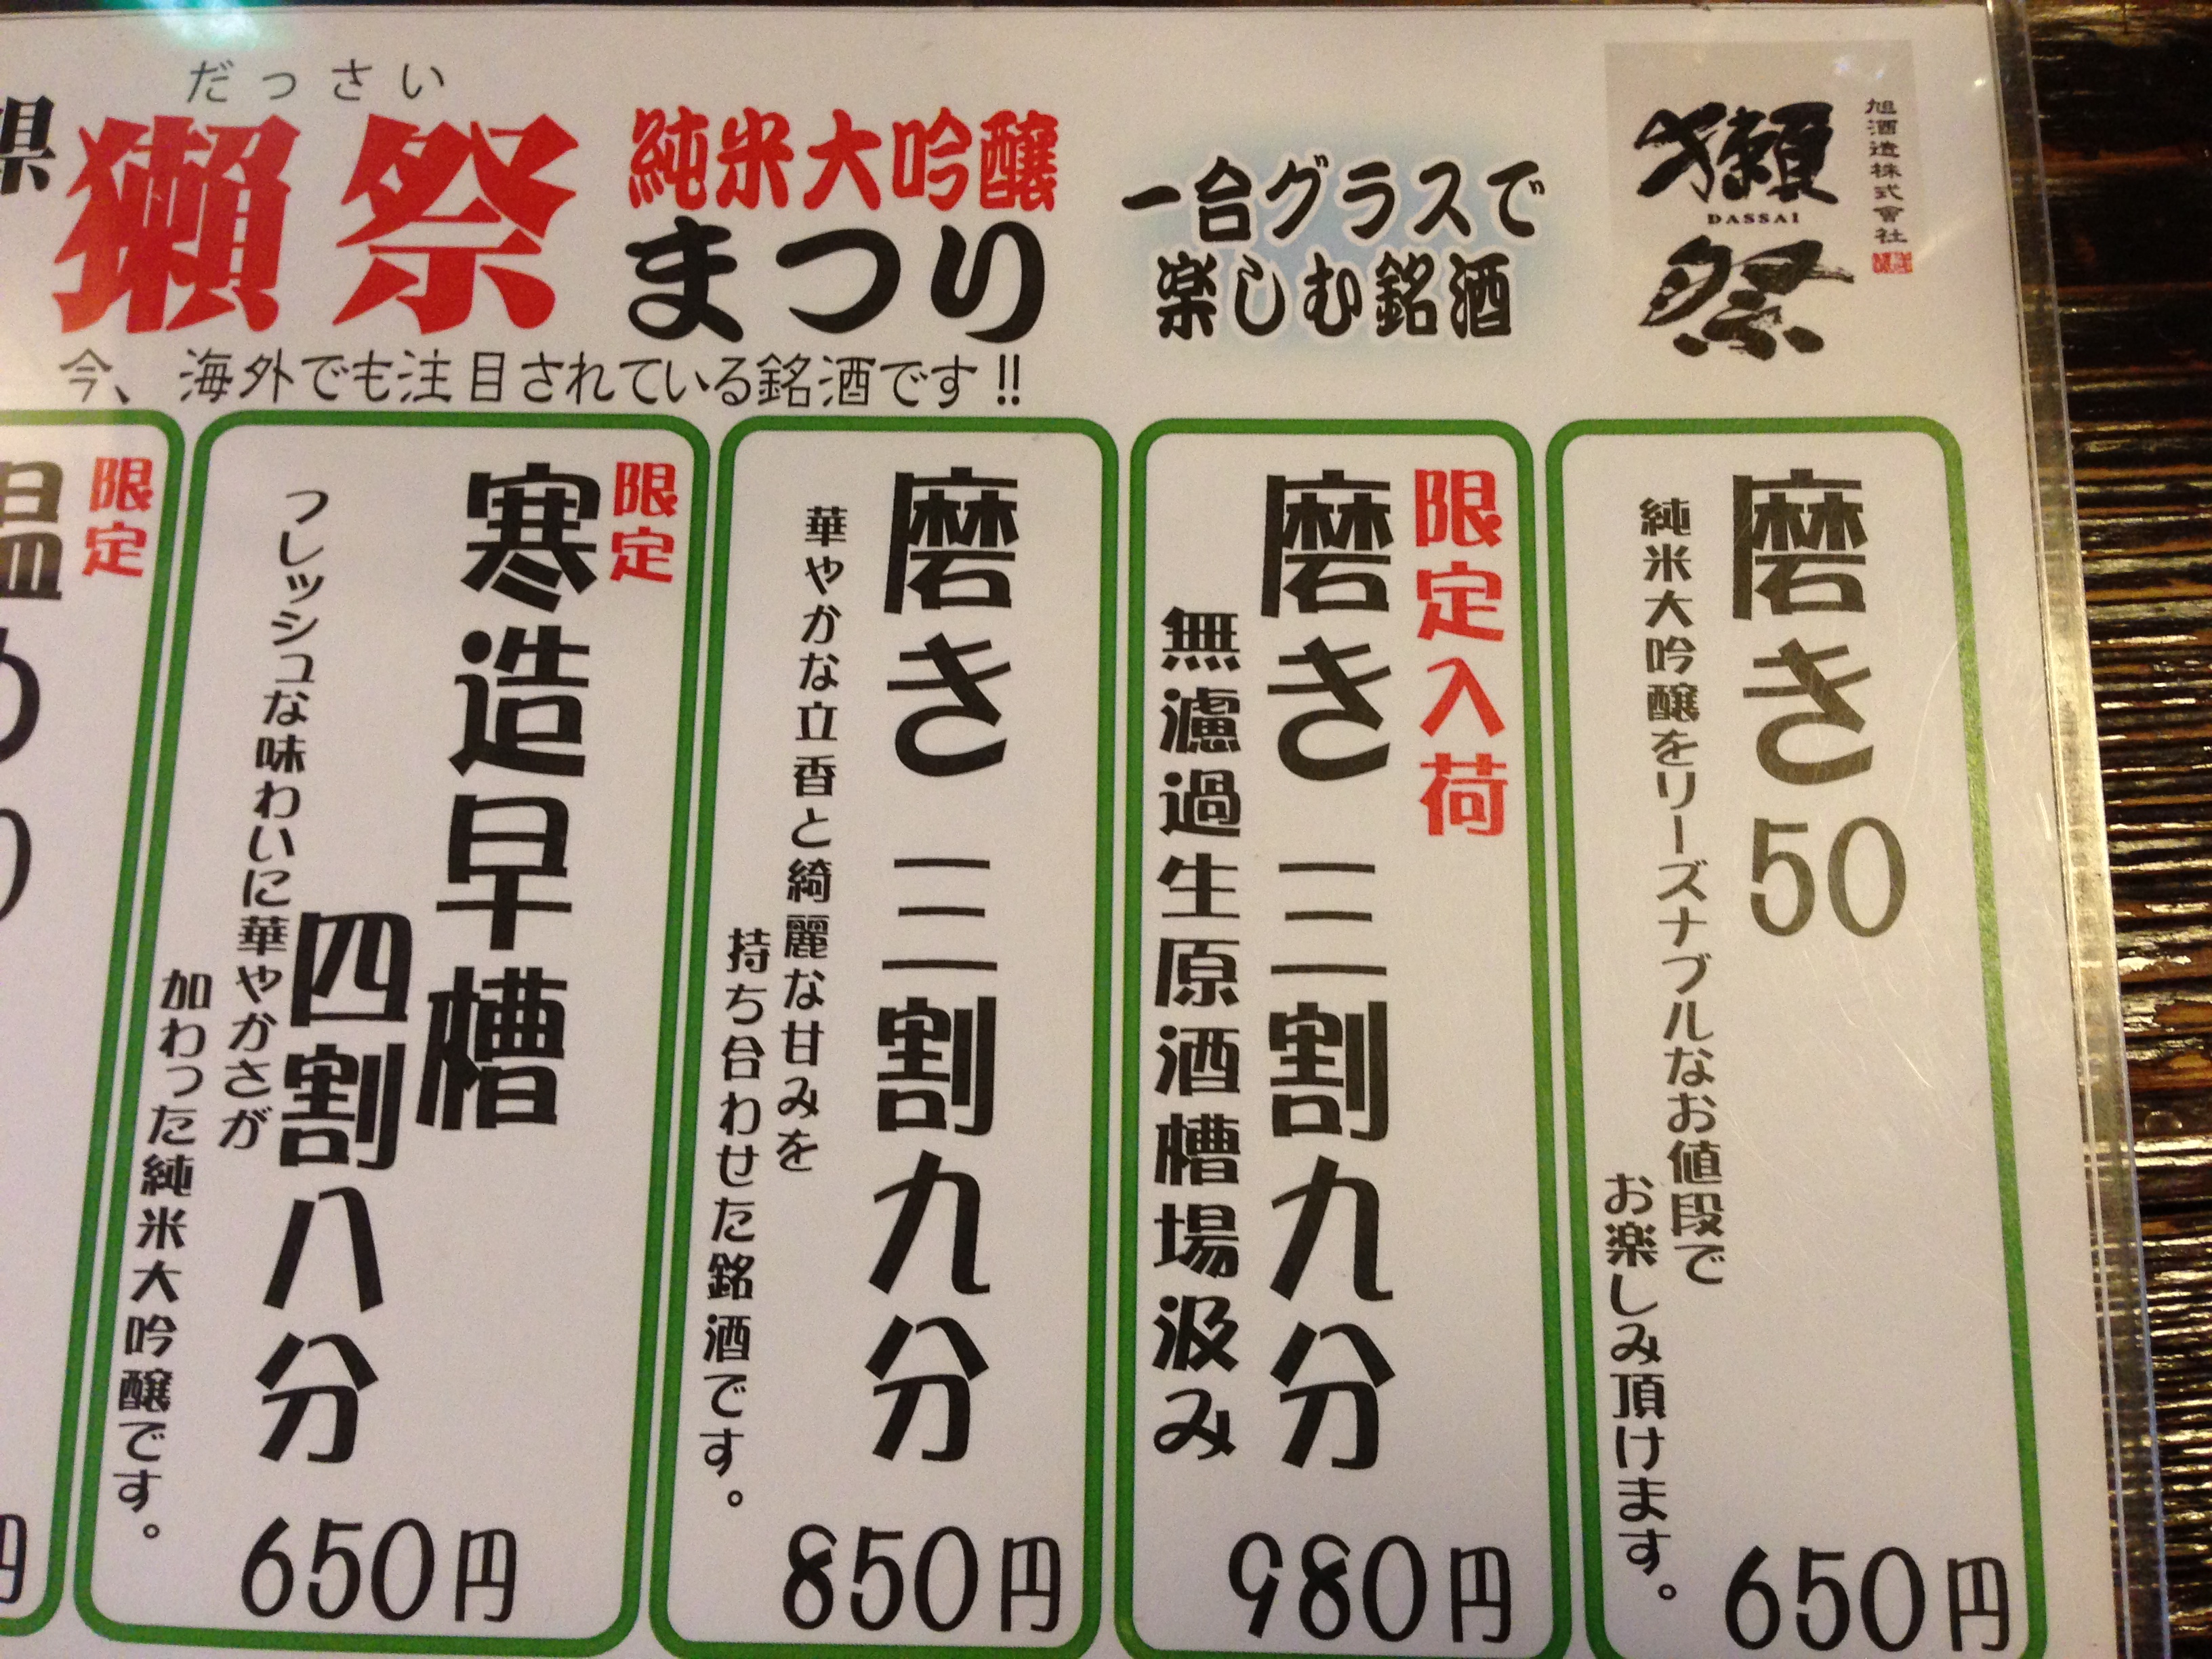 県
だっさい
獺祭
純米大吟醸
まつり
今、海外でも注目されている銘酒です!!
一台グラスで
楽しむ銘酒
獺祭
DASSAI
旭酒造株式會社
磨き50
純米大吟醸をリーズナブルなお値段で
お楽しみ頂けます。
650円
限定入荷
磨き 三割九分
無濾過生原酒槽場汲み
980円
磨き 三割九分
華やかな立香と綺麗な甘みを
持ち合わせた銘酒です。
850円
限定
寒造早槽
四割八分
フレッシュな味わいに華やかさが
加わった純米大吟醸です。
650円
限定
温め
円